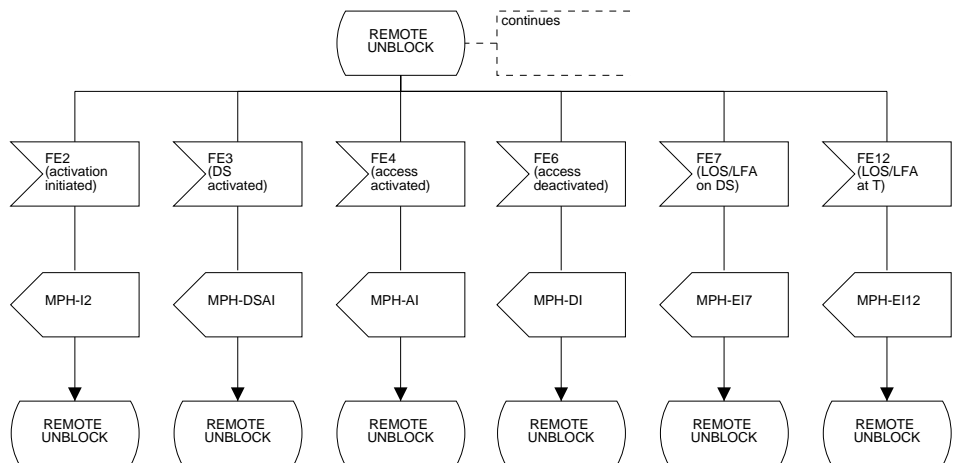 continues
REMOTE
UNBLOCK
FE2
(activation
initiated)
FE3
(DS
activated)
FE4
(access
activated)
FE6
(access
deactivated)
FE7
(LOS/LFA
on DS)
FE12
(LOS/LFA
at T)
MPH-I2
MPH-DSAI
MPH-AI
MPH-DI
MPH-EI7
MPH-EI12
REMOTE
UNBLOCK
REMOTE
UNBLOCK
REMOTE
UNBLOCK
REMOTE
UNBLOCK
REMOTE
UNBLOCK
REMOTE
UNBLOCK